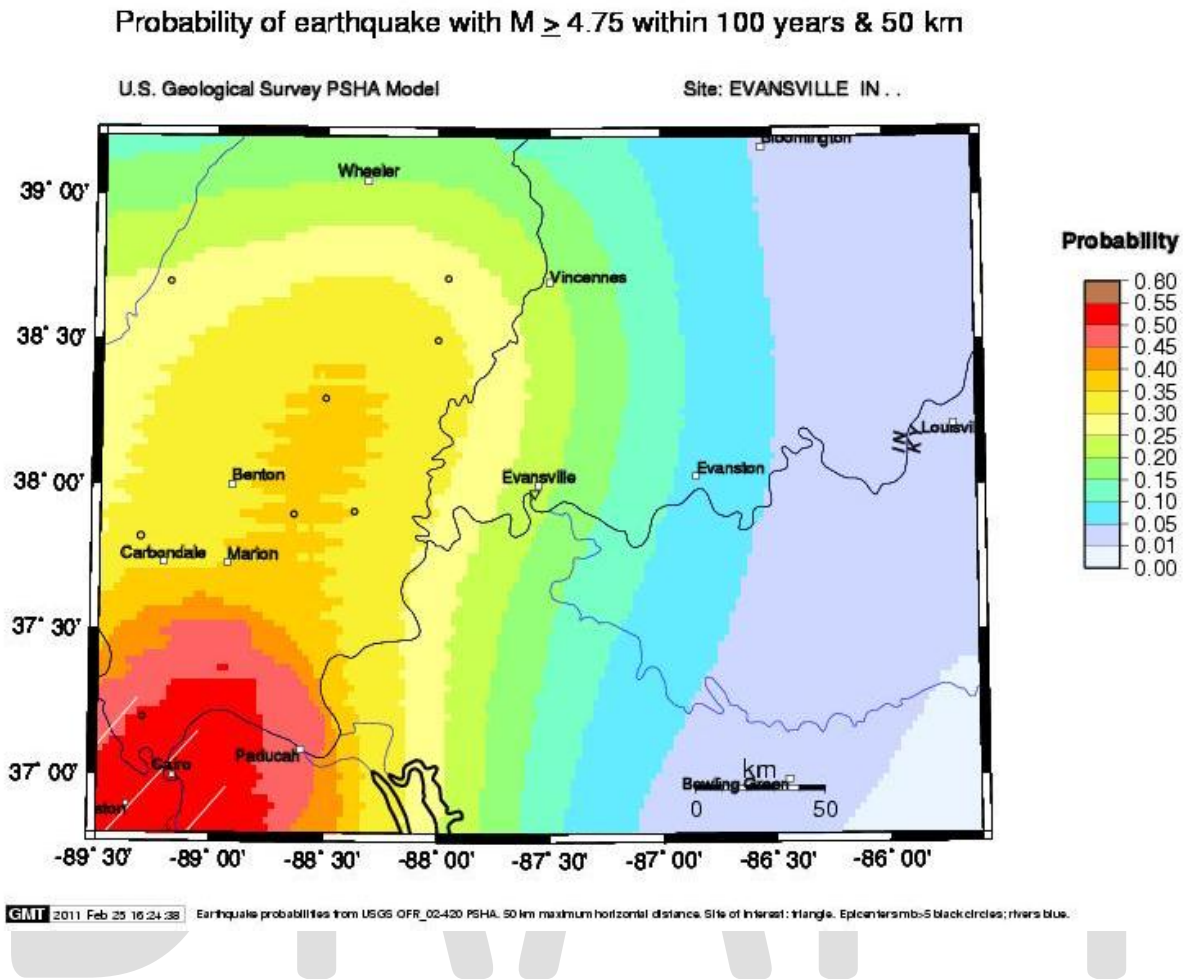 Probability of earthquake with M ≥ 4.75 within 100 years & 50 km
U.S. Geological Survey PSHA Model
Site: EVANSVILLE IN . .
Bloomington
Wheeler
39° 00'
Probability
Vincennes
0.60
0.55
0.50
0.45
0.40
0.35
0.30
0.25
0.20
0.15
0.10
0.05
0.01
0.00
38° 30'
Louisvil
IN
KY
Benton
Evansville
Evanston
38° 00'
Carbondale
Marion
37° 30'
Paducah
Cairo
37° 00'
km
Bowling Green
0 50
-89° 30' -89° 00' -88° 30' -88° 00' -87° 30' -87° 00' -86° 30' -86° 00'
GMT 2011 Feb 25 16:24:38 Earthquake probabilities from USGS OFR_02-420 PSHA. 50 km maximum horizontal distance. Site of interest: triangle. Epicenters mb>5 black circles; rivers blue.